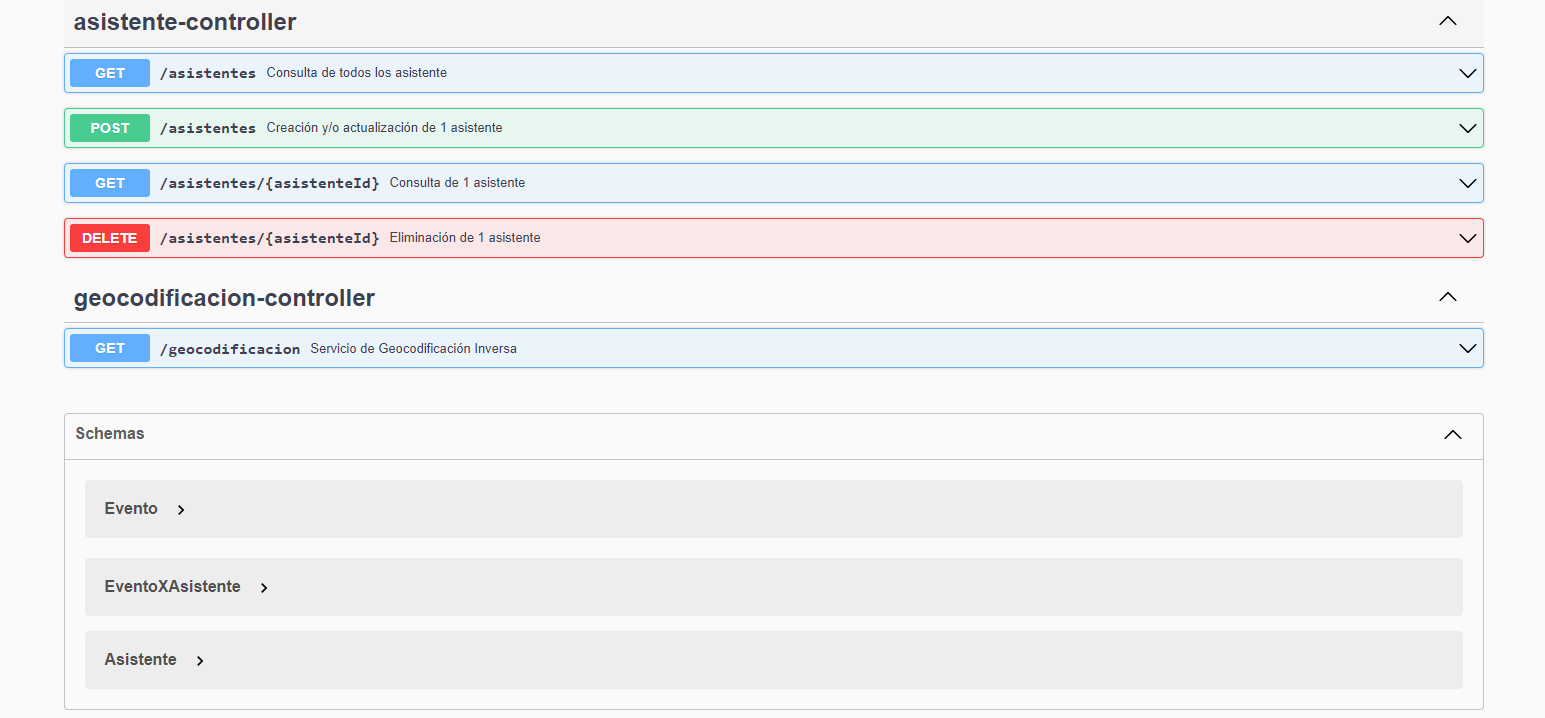 asistente-controller
GET /asistentes Consulta de todos los asistente
POST /asistentes Creación y/o actualización de 1 asistente
GET /asistentes/{asistenteId} Consulta de 1 asistente
DELETE /asistentes/{asistenteId} Eliminación de 1 asistente
geocodificacion-controller
GET /geocodificacion Servicio de Geocodificación Inversa
Schemas
Evento
EventoXAsistente
Asistente